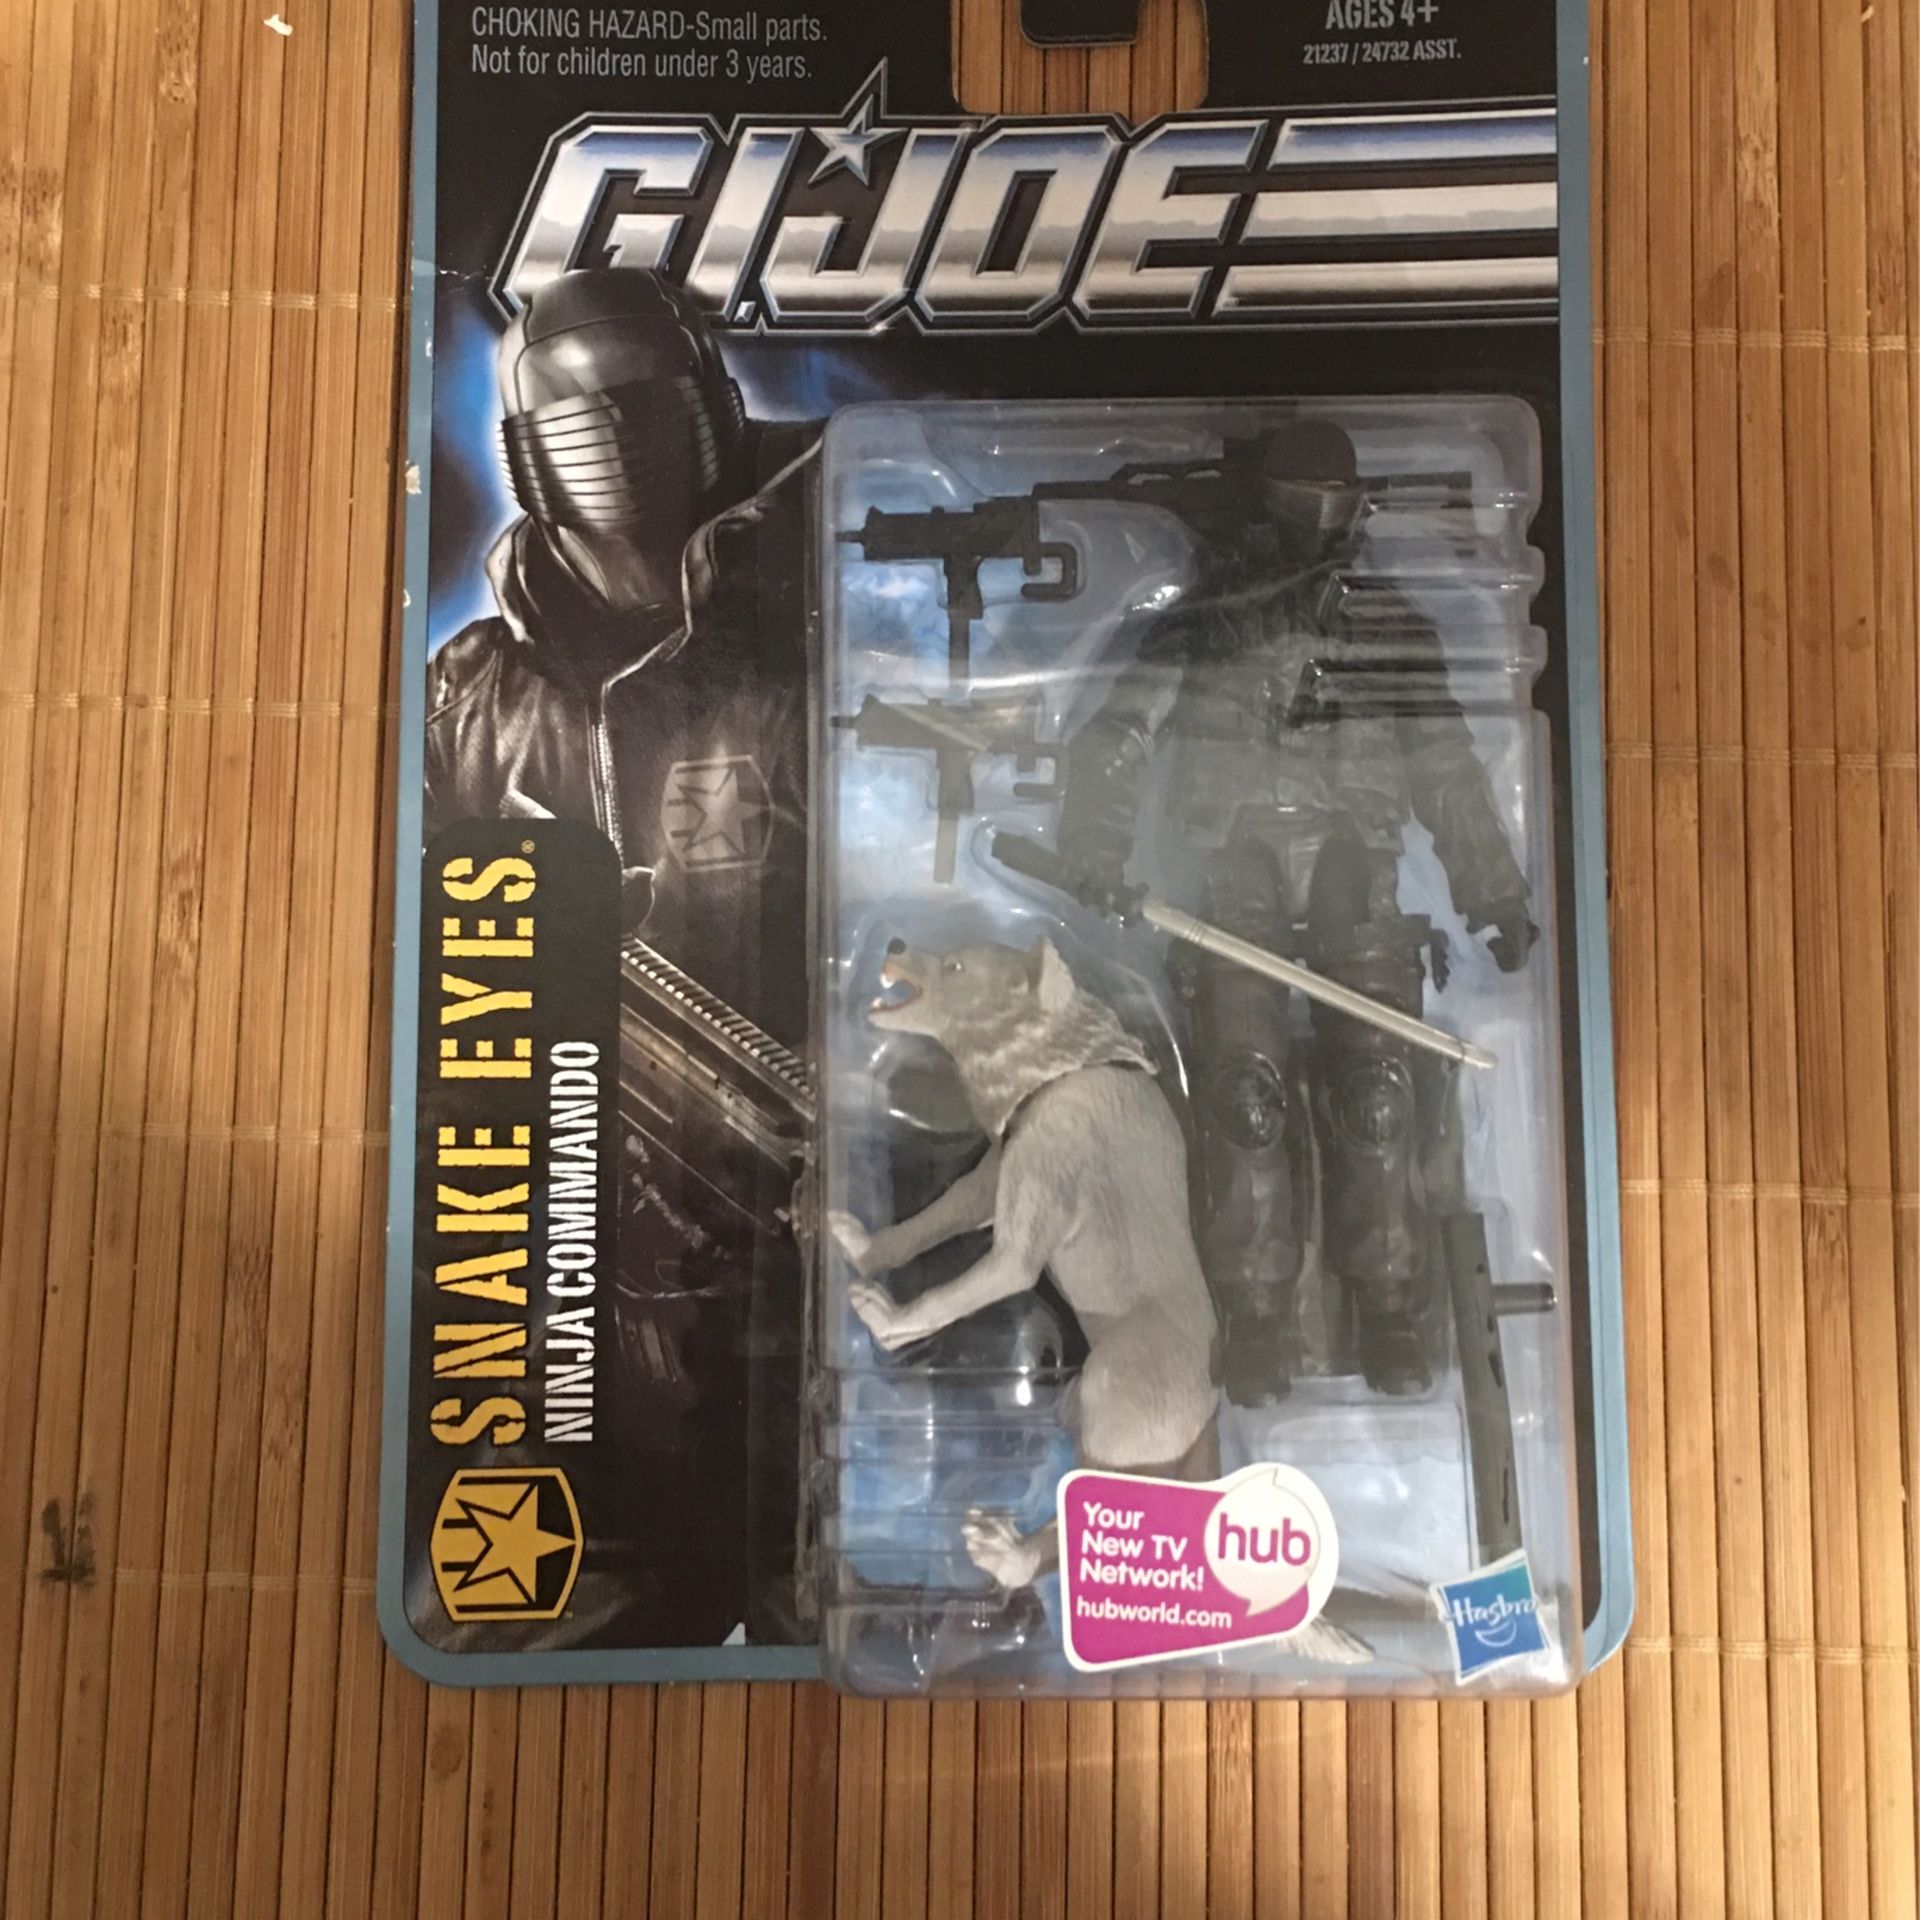 CHOKING HAZARD-Small parts.
Not for children under 3 years.
AGES 4+
21237 / 24732 ASST.
G.I.JOE
SNAKE EYES®
NINJA COMMANDO
Your
New TV
Network!
hubworld.com
hub
Hasbro